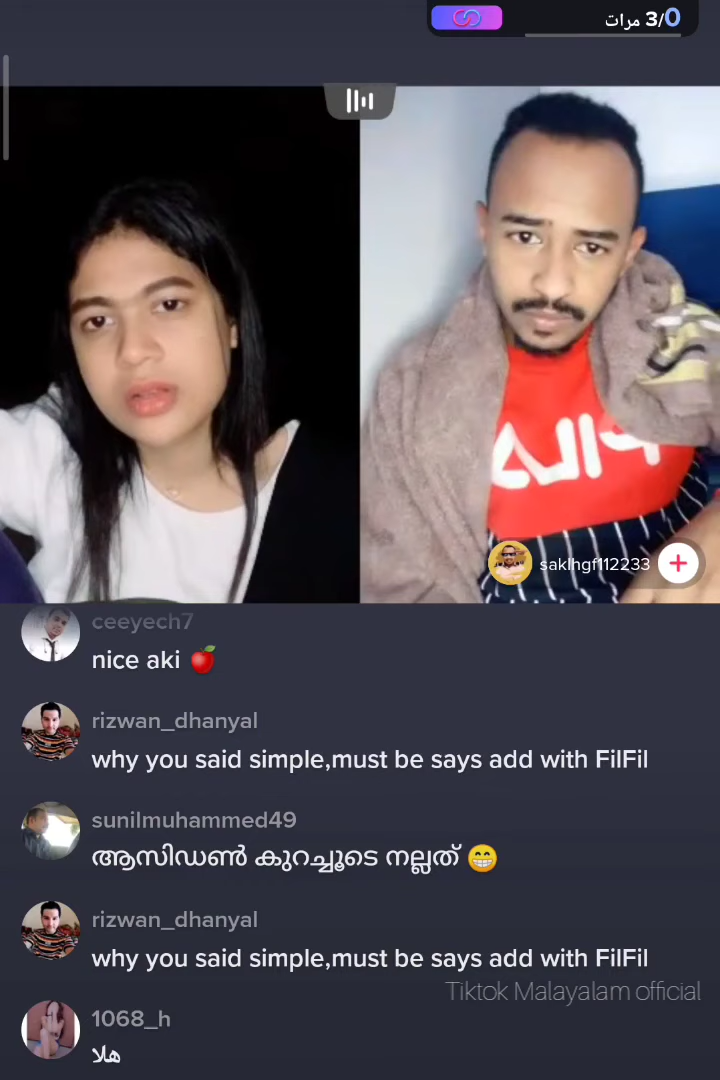 0/3 مرات
saklhgf112233
ceeyech7
nice aki
rizwan_dhanyal
why you said simple,must be says add with FilFil
sunilmuhammed49
ആസിഡൺ കുറച്ചൂടെ നല്ലത്
rizwan_dhanyal
why you said simple,must be says add with FilFil
Tiktok Malayalam official
1068_h
هلا